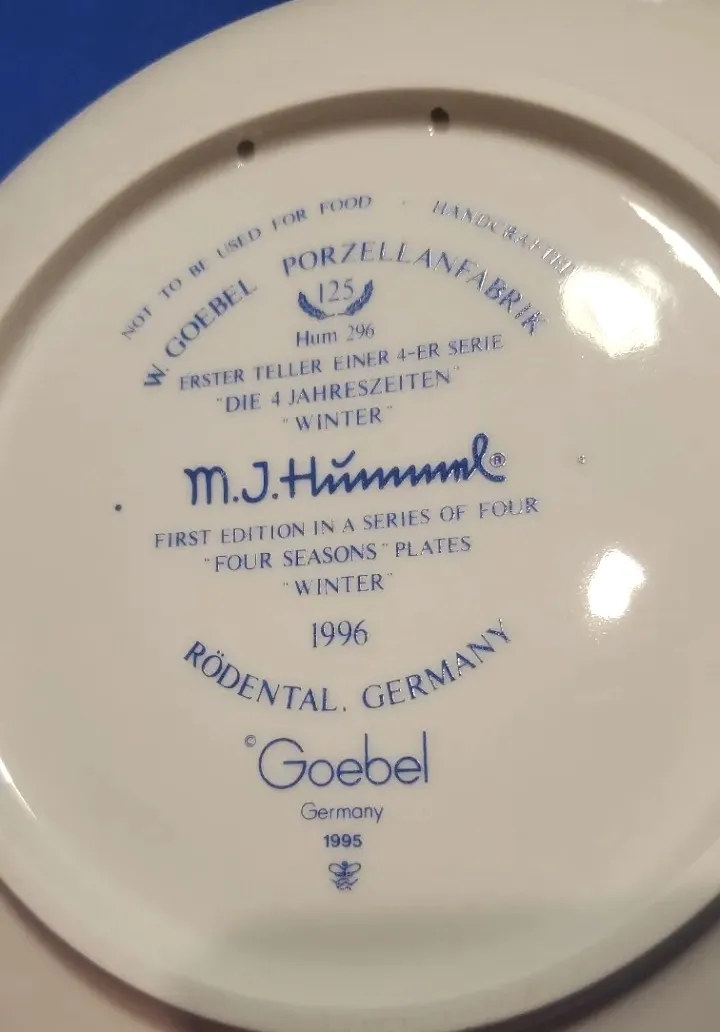 NOT TO BE USED FOR FOOD · HANDCRAFTED
W. GOEBEL PORZELLANFABRIK
125
Hum 296
ERSTER TELLER EINER 4-ER SERIE
"DIE 4 JAHRESZEITEN"
"WINTER"
M.J.Hummel®
FIRST EDITION IN A SERIES OF FOUR
"FOUR SEASONS" PLATES
"WINTER"
1996
RÖDENTAL, GERMANY
© Goebel
Germany
1995